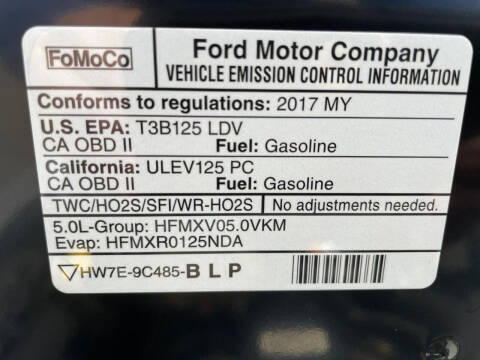 FoMoCo
Ford Motor Company
VEHICLE EMISSION CONTROL INFORMATION
Conforms to regulations: 2017 MY
U.S. EPA: T3B125 LDV
CA OBD II Fuel: Gasoline
California: ULEV125 PC
CA OBD II Fuel: Gasoline
TWC/HO2S/SFI/WR-HO2S No adjustments needed.
5.0L-Group: HFMXV05.0VKM
Evap: HFMXR0125NDA
HW7E-9C485-B L P